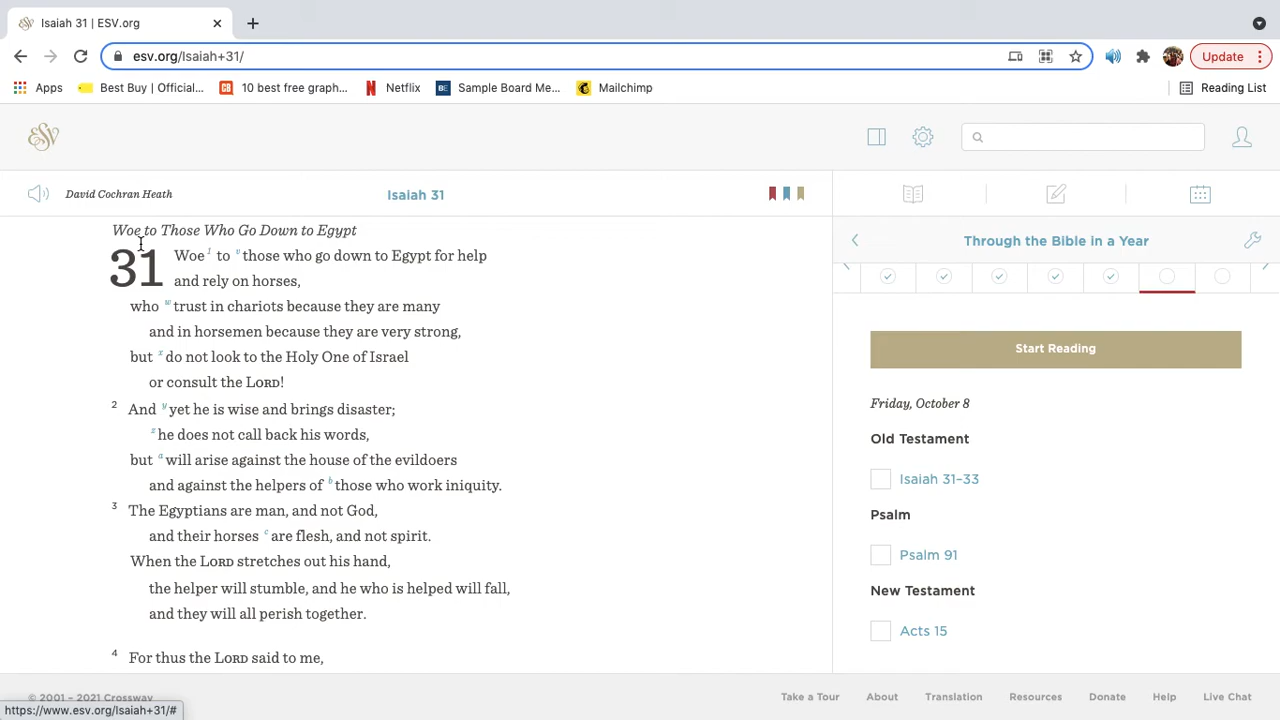 Isaiah 31 | ESV.org
esv.org/Isaiah+31/
Update
Apps
Best Buy | Official...
10 best free graph...
Netflix
Sample Board Me...
Mailchimp
Reading List
ESV
David Cochran Heath
Isaiah 31
Woe to Those Who Go Down to Egypt
31 Woe 1 to v those who go down to Egypt for help
and rely on horses,
who w trust in chariots because they are many
and in horsemen because they are very strong,
but x do not look to the Holy One of Israel
or consult the LORD!
2 And y yet he is wise and brings disaster;
z he does not call back his words,
but a will arise against the house of the evildoers
and against the helpers of b those who work iniquity.
3 The Egyptians are man, and not God,
and their horses c are flesh, and not spirit.
When the LORD stretches out his hand,
the helper will stumble, and he who is helped will fall,
and they will all perish together.
4 For thus the LORD said to me,
Through the Bible in a Year
Start Reading
Friday, October 8
Old Testament
Isaiah 31–33
Psalm
Psalm 91
New Testament
Acts 15
© 2001 – 2021 Crossway
Take a Tour
About
Translation
Resources
Donate
Help
Live Chat
https://www.esv.org/Isaiah+31/#